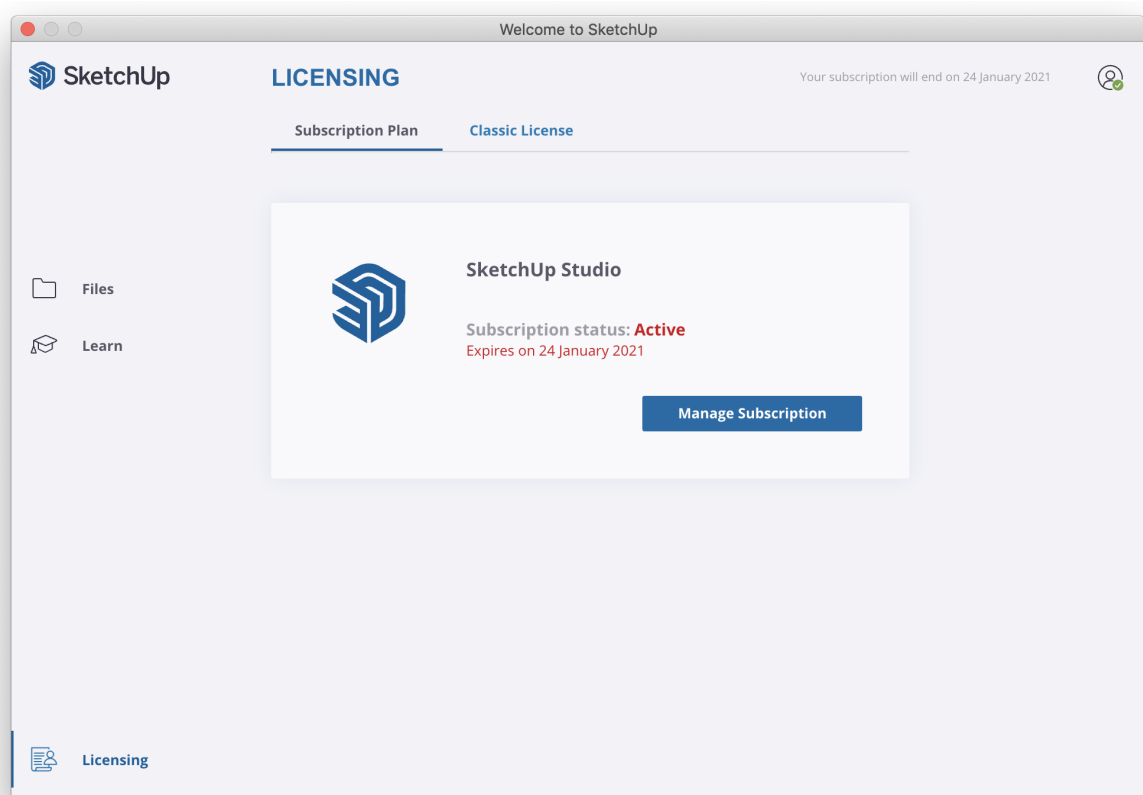 Welcome to SketchUp
SketchUp
LICENSING
Your subscription will end on 24 January 2021
Subscription Plan
Classic License
Files
Learn
SketchUp Studio
Subscription status: Active
Expires on 24 January 2021
Manage Subscription
Licensing